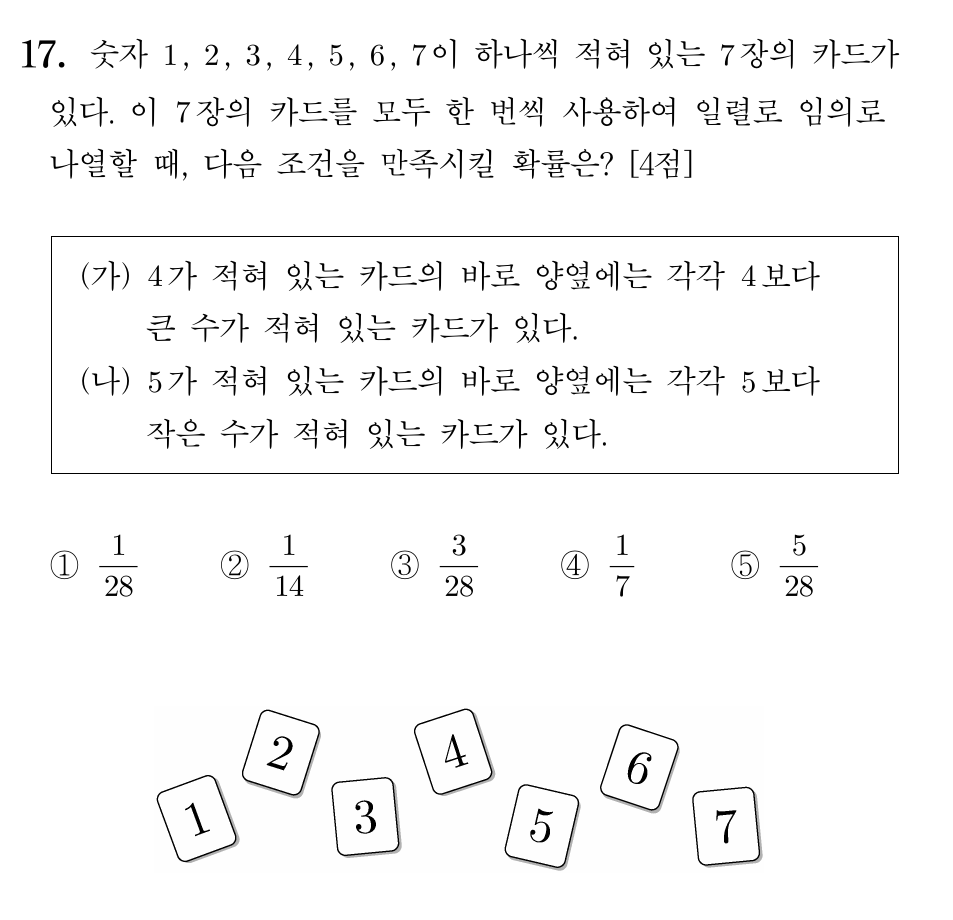 17. 숫자 1, 2, 3, 4, 5, 6, 7이 하나씩 적혀 있는 7장의 카드가
있다. 이 7장의 카드를 모두 한 번씩 사용하여 일렬로 임의로
나열할 때, 다음 조건을 만족시킬 확률은? [4점]
(가) 4가 적혀 있는 카드의 바로 양옆에는 각각 4보다
큰 수가 적혀 있는 카드가 있다.
(나) 5가 적혀 있는 카드의 바로 양옆에는 각각 5보다
작은 수가 적혀 있는 카드가 있다.
① 1/28 ② 1/14 ③ 3/28 ④ 1/7 ⑤ 5/28
1 2 3 4 5 6 7